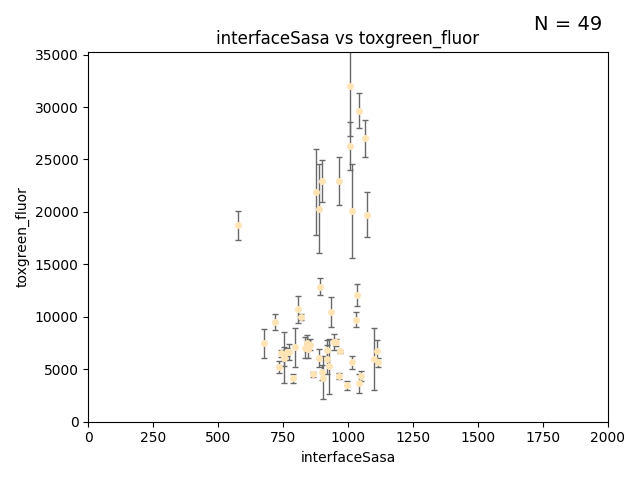 N = 49
interfaceSasa vs toxgreen_fluor
35000
30000
25000
20000
15000
10000
5000
0
toxgreen_fluor
0 250 500 750 1000 1250 1500 1750 2000
interfaceSasa